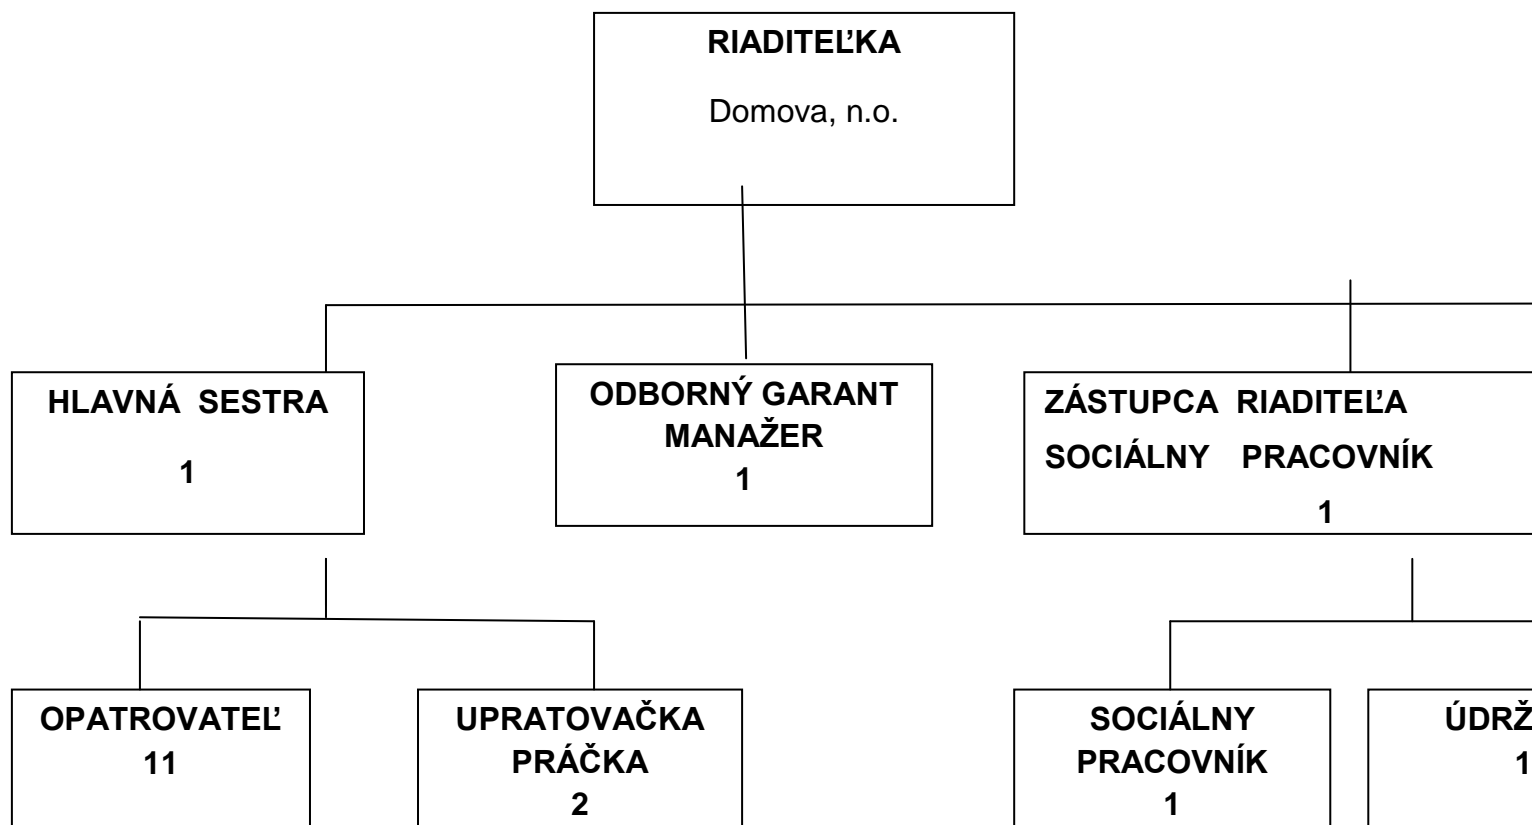 RIADITEĽKA
Domova, n.o.
HLAVNÁ SESTRA
1
ODBORNÝ GARANT
MANAŽER
1
ZÁSTUPCA RIADITEĽA
SOCIÁLNY PRACOVNÍK
1
OPATROVATEĽ
11
UPRATOVAČKA
PRÁČKA
2
SOCIÁLNY
PRACOVNÍK
1
1